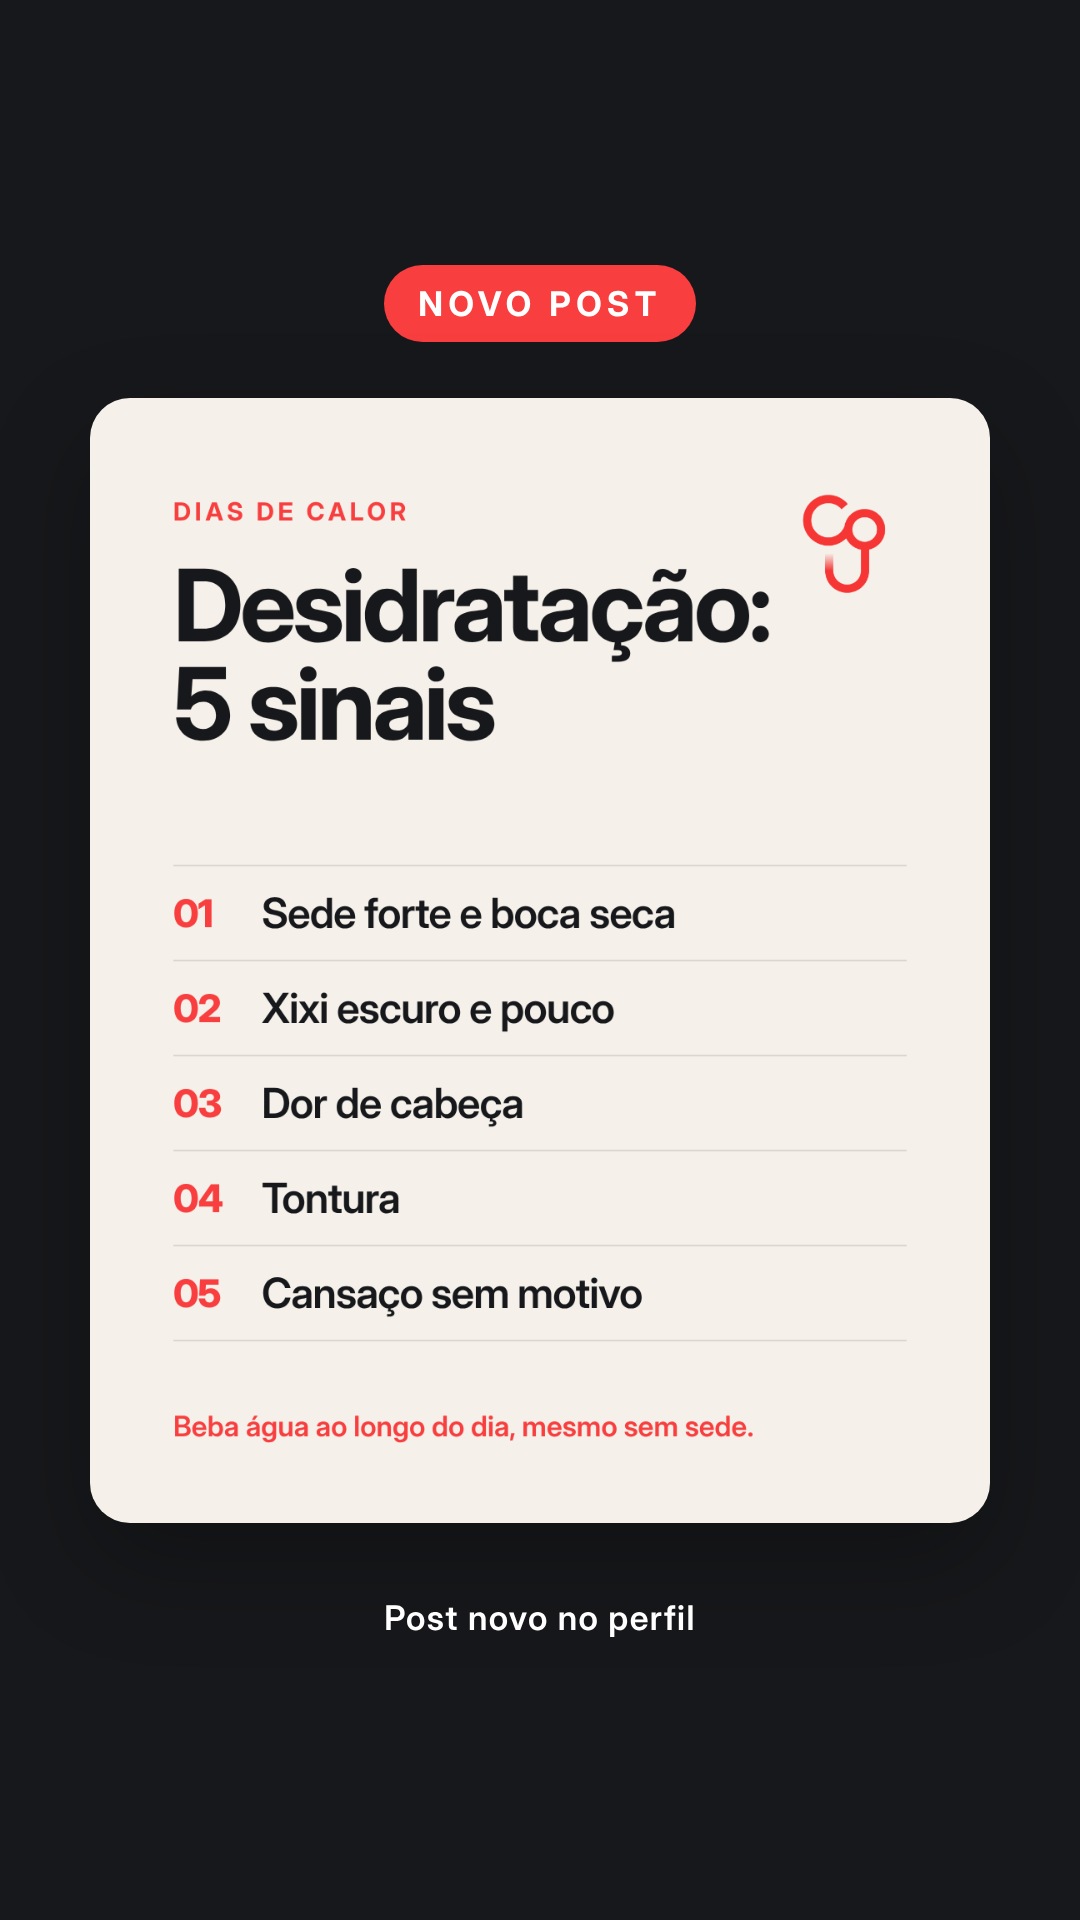 NOVO POST
DIAS DE CALOR
Desidratação:
5 sinais
01 Sede forte e boca seca
02 Xixi escuro e pouco
03 Dor de cabeça
04 Tontura
05 Cansaço sem motivo
Beba água ao longo do dia, mesmo sem sede.
Post novo no perfil